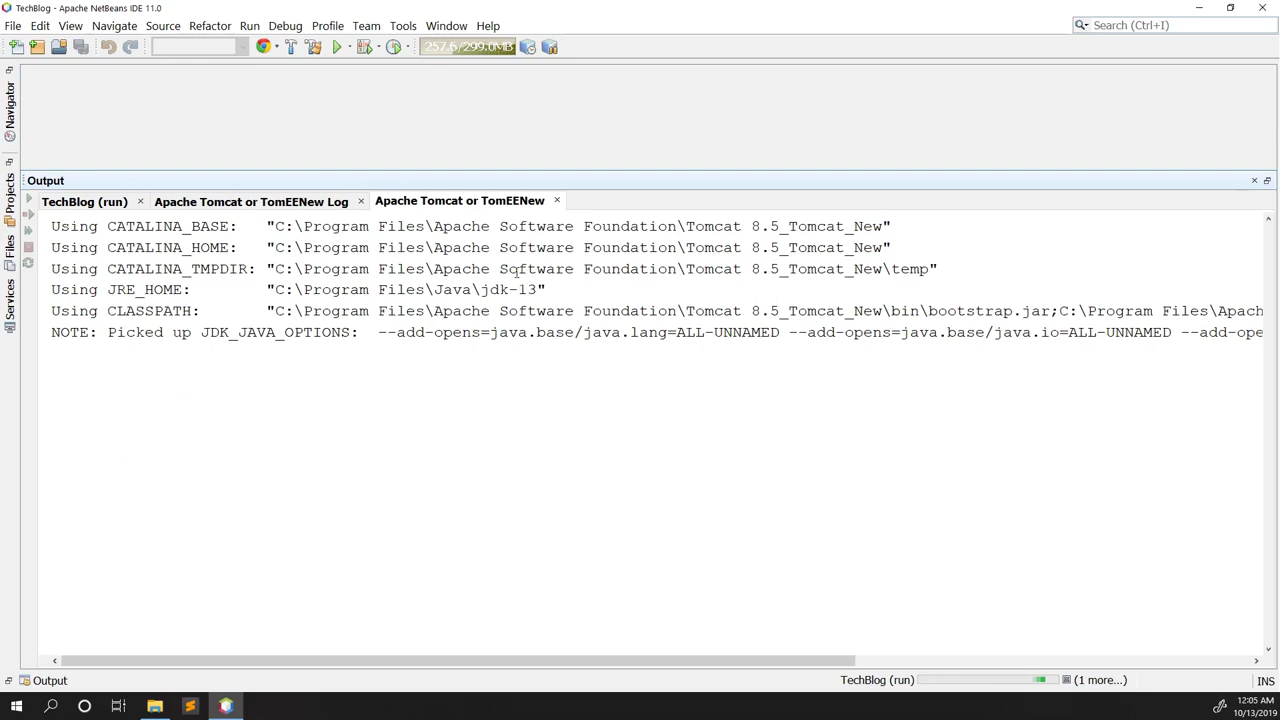 TechBlog - Apache NetBeans IDE 11.0
File Edit View Navigate Source Refactor Run Debug Profile Team Tools Window Help
Search (Ctrl+I)
257.6/299.0MB
Navigator
Projects
Files
Services
Output
TechBlog (run) Apache Tomcat or TomEENew Log Apache Tomcat or TomEENew
Using CATALINA_BASE: "C:\Program Files\Apache Software Foundation\Tomcat 8.5_Tomcat_New"
Using CATALINA_HOME: "C:\Program Files\Apache Software Foundation\Tomcat 8.5_Tomcat_New"
Using CATALINA_TMPDIR: "C:\Program Files\Apache Software Foundation\Tomcat 8.5_Tomcat_New\temp"
Using JRE_HOME: "C:\Program Files\Java\jdk-13"
Using CLASSPATH: "C:\Program Files\Apache Software Foundation\Tomcat 8.5_Tomcat_New\bin\bootstrap.jar;C:\Program Files\Apach
NOTE: Picked up JDK_JAVA_OPTIONS: --add-opens=java.base/java.lang=ALL-UNNAMED --add-opens=java.base/java.io=ALL-UNNAMED --add-ope
Output
TechBlog (run) (1 more...) INS
12:05 AM
10/13/2019